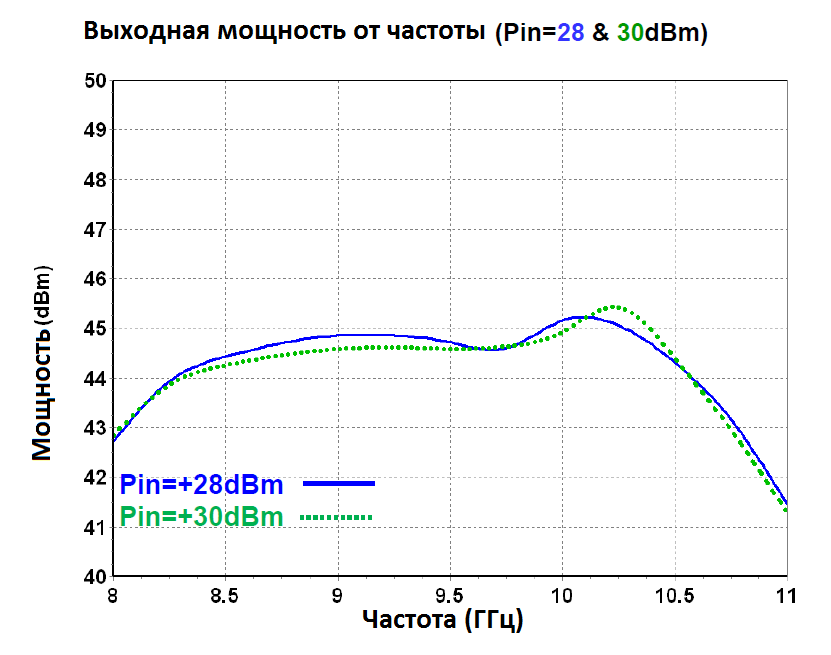 Выходная мощность от частоты (Pin=28 & 30dBm)
50
49
48
47
46
45
44
43
42
41
40
Мощность (dBm)
Pin=+28dBm
Pin=+30dBm
8 8.5 9 9.5 10 10.5 11
Частота (ГГц)